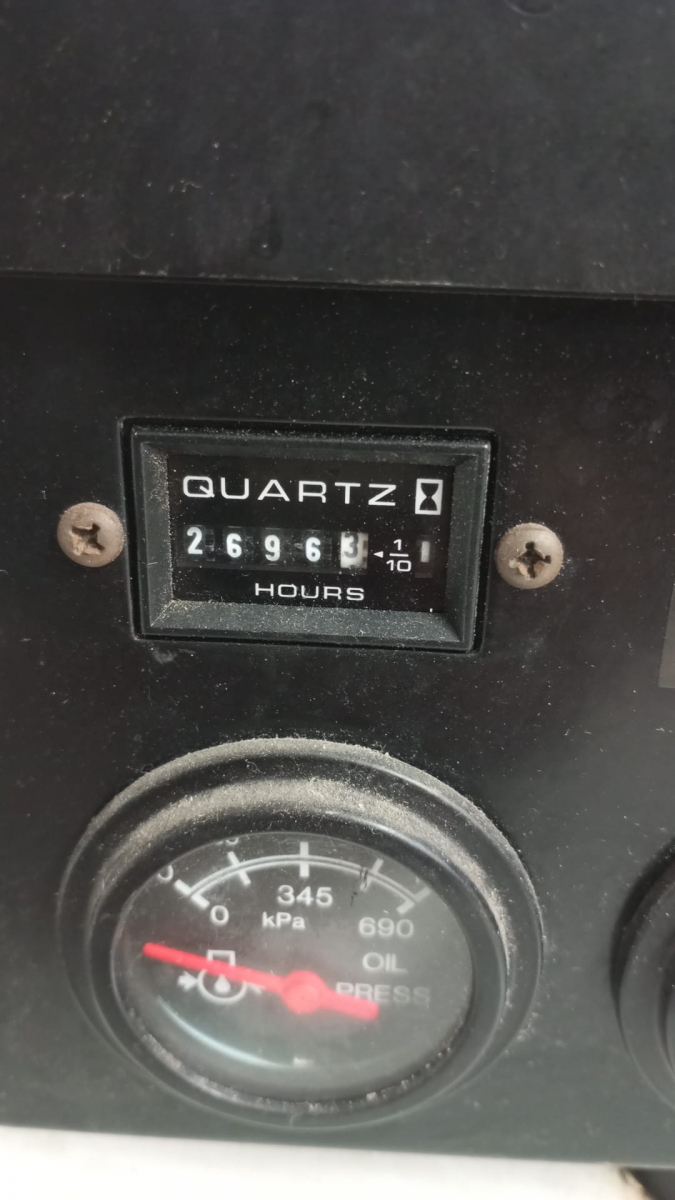 QUARTZ
2 6 9 6 3 1/10
HOURS
345
0 kPa 690
OIL
PRESS